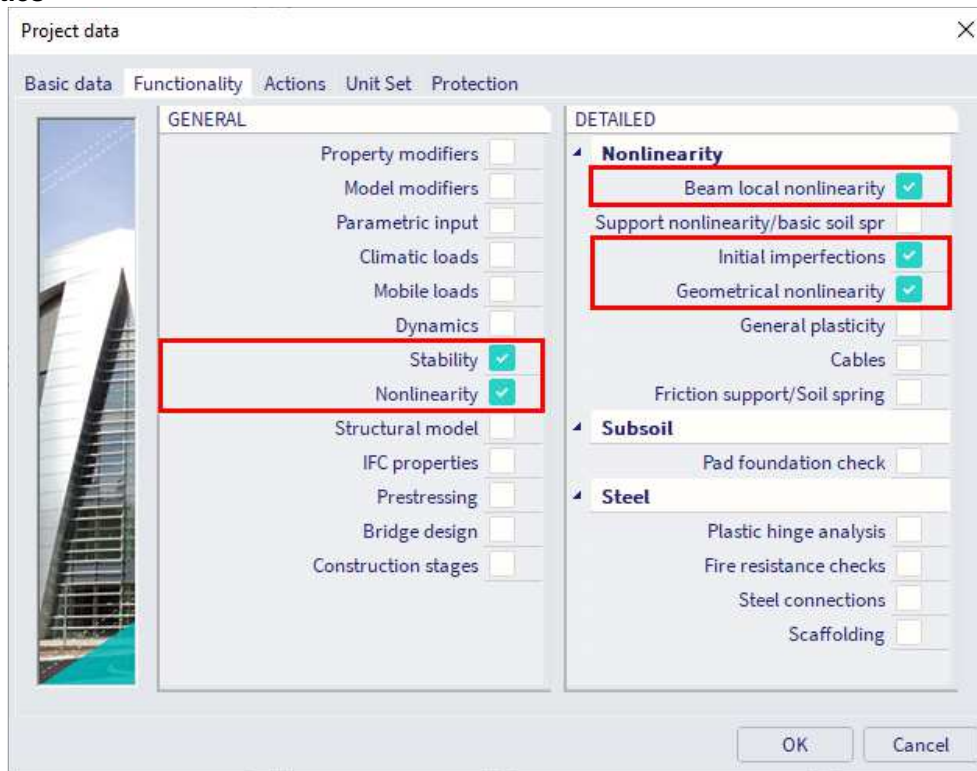 Project data
Basic data Functionality Actions Unit Set Protection
GENERAL
Property modifiers
Model modifiers
Parametric input
Climatic loads
Mobile loads
Dynamics
Stability
Nonlinearity
Structural model
IFC properties
Prestressing
Bridge design
Construction stages
DETAILED
Nonlinearity
Beam local nonlinearity
Support nonlinearity/basic soil spr
Initial imperfections
Geometrical nonlinearity
General plasticity
Cables
Friction support/Soil spring
Subsoil
Pad foundation check
Steel
Plastic hinge analysis
Fire resistance checks
Steel connections
Scaffolding
OK Cancel